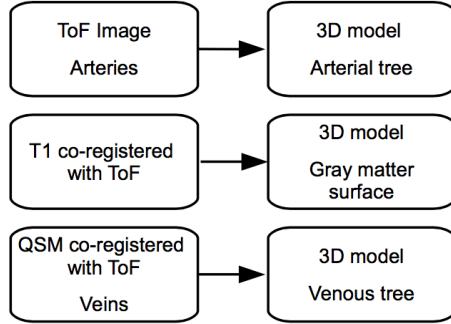 ToF Image
Arteries
3D model
Arterial tree
T1 co-registered
with ToF
3D model
Gray matter
surface
QSM co-registered
with ToF
Veins
3D model
Venous tree